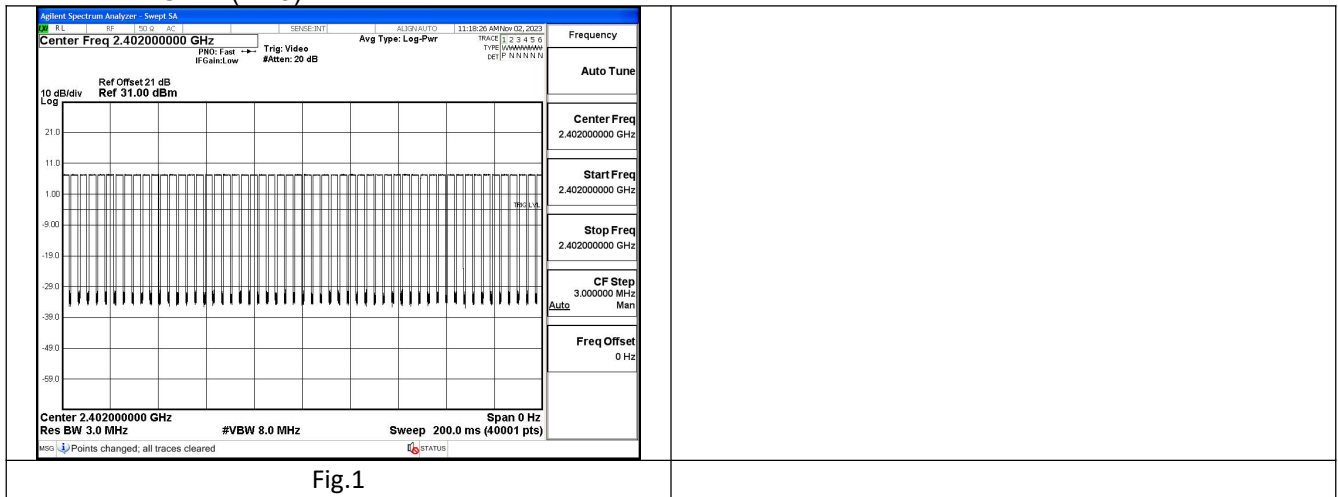 Agilent Spectrum Analyzer - Swept SA
RL RF 50 Ω AC SENSE:INT ALIGNAUTO 11:18:26 AM Nov 02, 2023
Center Freq 2.402000000 GHz
PNO: Fast
IFGain:Low
Trig: Video
#Atten: 20 dB
Avg Type: Log-Pwr
TRACE 1 2 3 4 5 6
TYPE
DET P N N N N N
Ref Offset 21 dB
10 dB/div Ref 31.00 dBm
Log
21.0
11.0
1.00
TRIG LVL
-9.00
-19.0
-29.0
-39.0
-49.0
-59.0
Center 2.402000000 GHz Span 0 Hz
Res BW 3.0 MHz #VBW 8.0 MHz Sweep 200.0 ms (40001 pts)
MSG Points changed; all traces cleared STATUS
Frequency
Auto Tune
Center Freq
2.402000000 GHz
Start Freq
2.402000000 GHz
Stop Freq
2.402000000 GHz
CF Step
3.000000 MHz
Auto Man
Freq Offset
0 Hz
Fig.1